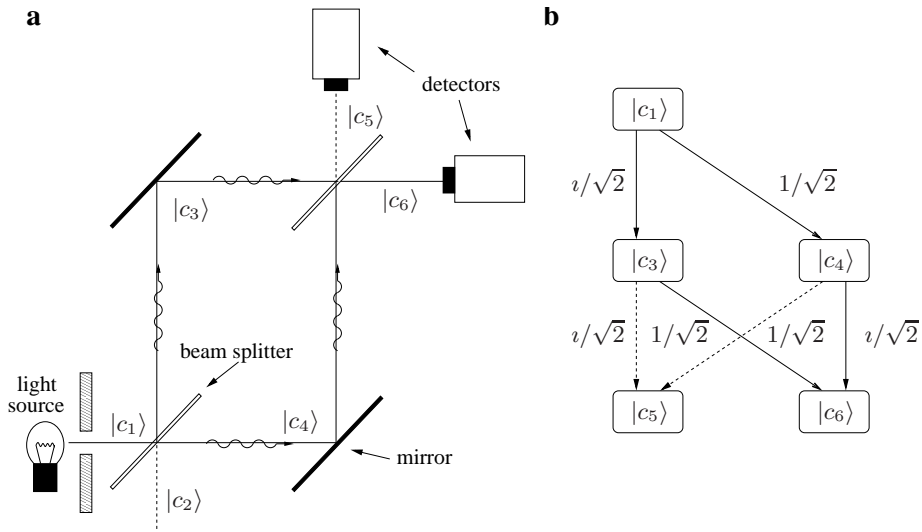 a
detectors
|c₅⟩
|c₆⟩
|c₃⟩
beam splitter
light
source
|c₁⟩
|c₄⟩
mirror
|c₂⟩
b
|c₁⟩
ı/√2
1/√2
|c₃⟩
|c₄⟩
ı/√2
1/√2
1/√2
ı/√2
|c₅⟩
|c₆⟩